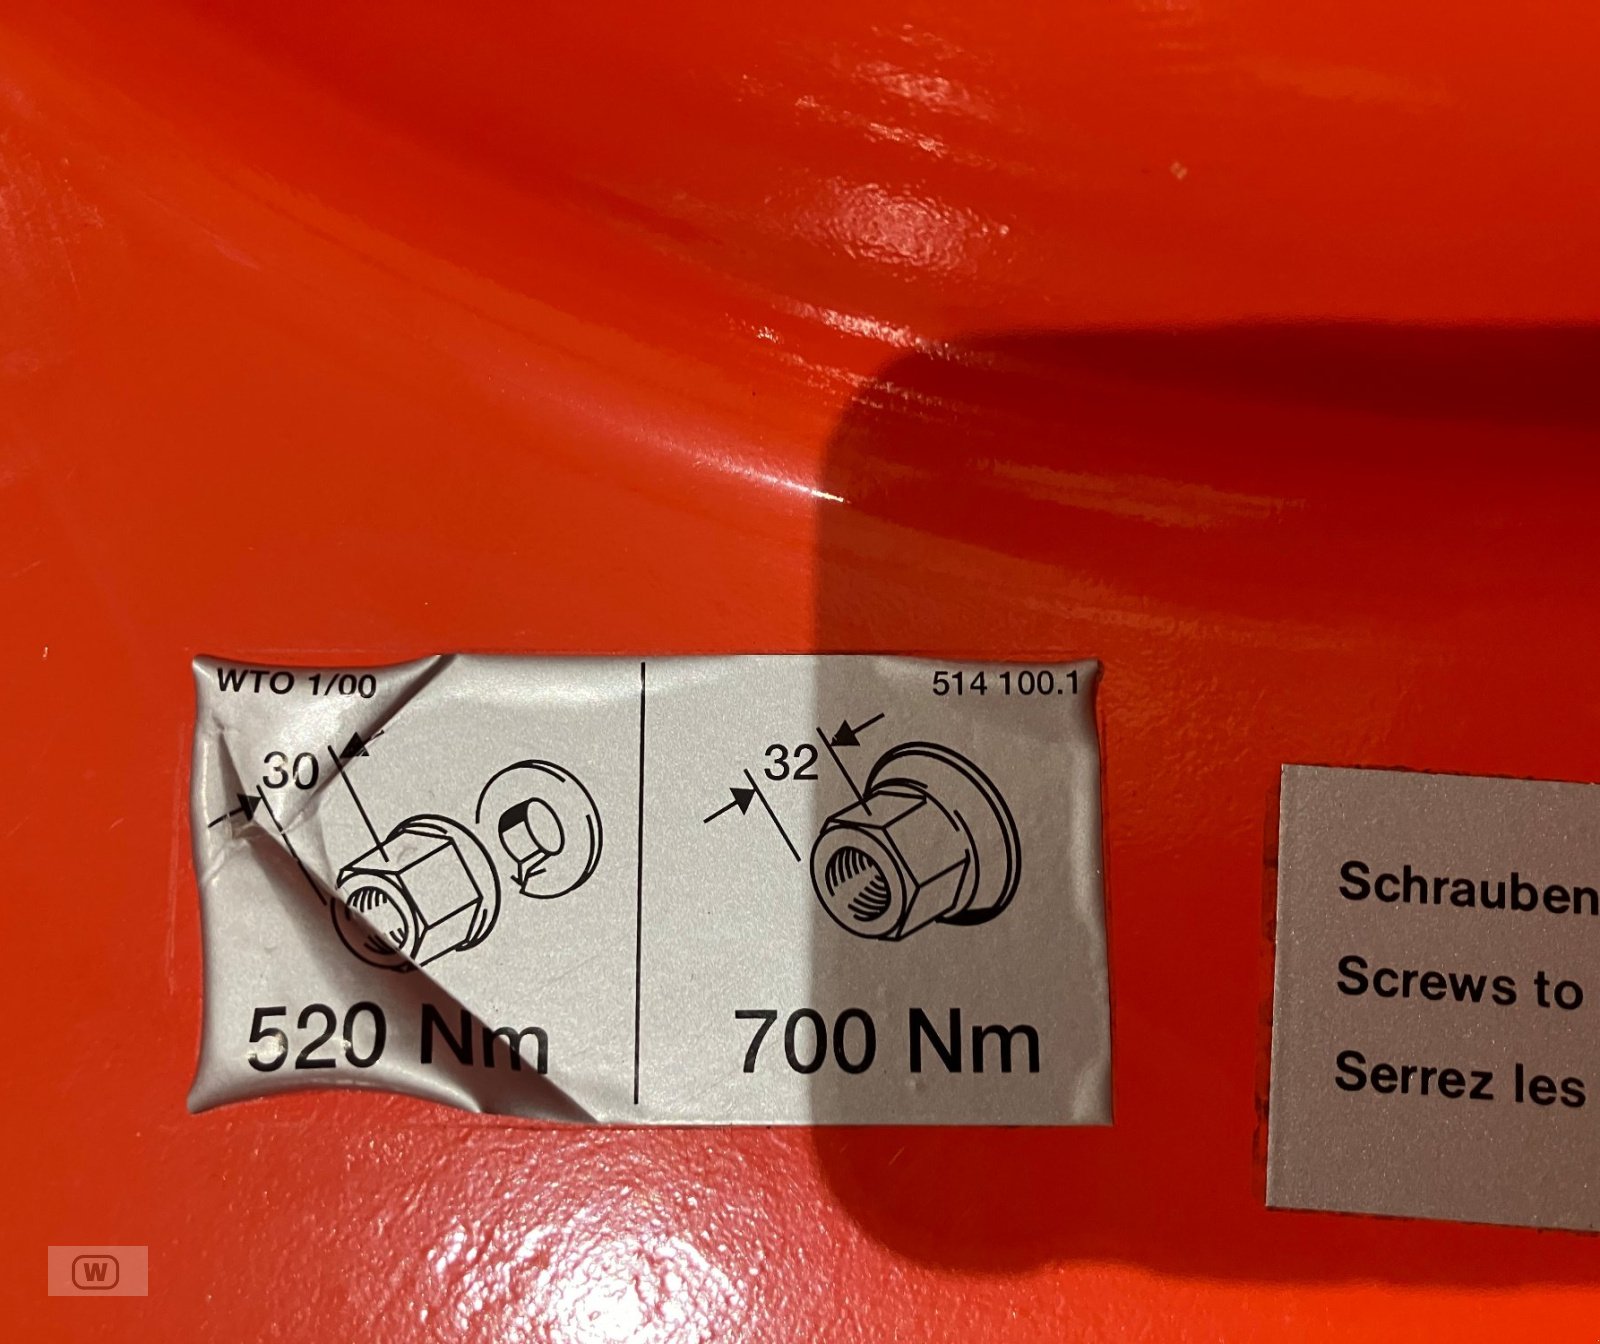 WTO 1/00
514 100.1
30
32
520 Nm
700 Nm
Schrauben
Screws to
Serrez les
W